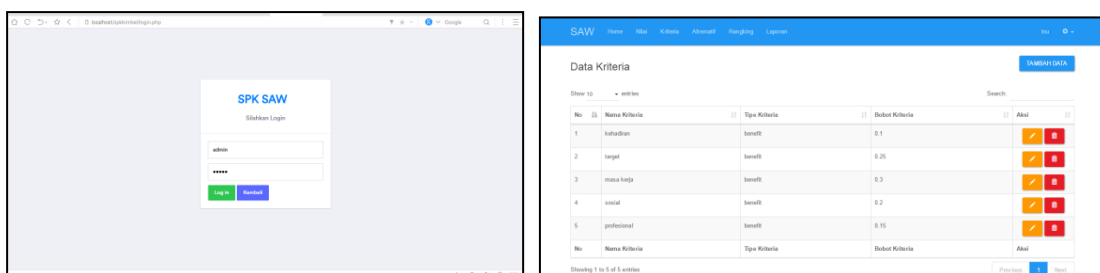 Google
SPK SAW
Silahkan Login
admin
•••••
Log in Kembali
SAW Home Nilai Kriteria Alternatif Rangking Laporan
Data Kriteria
TAMBAH DATA
Show 10 entries
Search:
No Nama Kriteria Tipe Kriteria Bobot Kriteria Aksi
1 kehadiran benefit 0.1
2 target benefit 0.25
3 masa kerja benefit 0.3
4 sosial benefit 0.2
5 profesional benefit 0.15
No Nama Kriteria Tipe Kriteria Bobot Kriteria Aksi
Showing 1 to 5 of 5 entries
Previous 1 Next